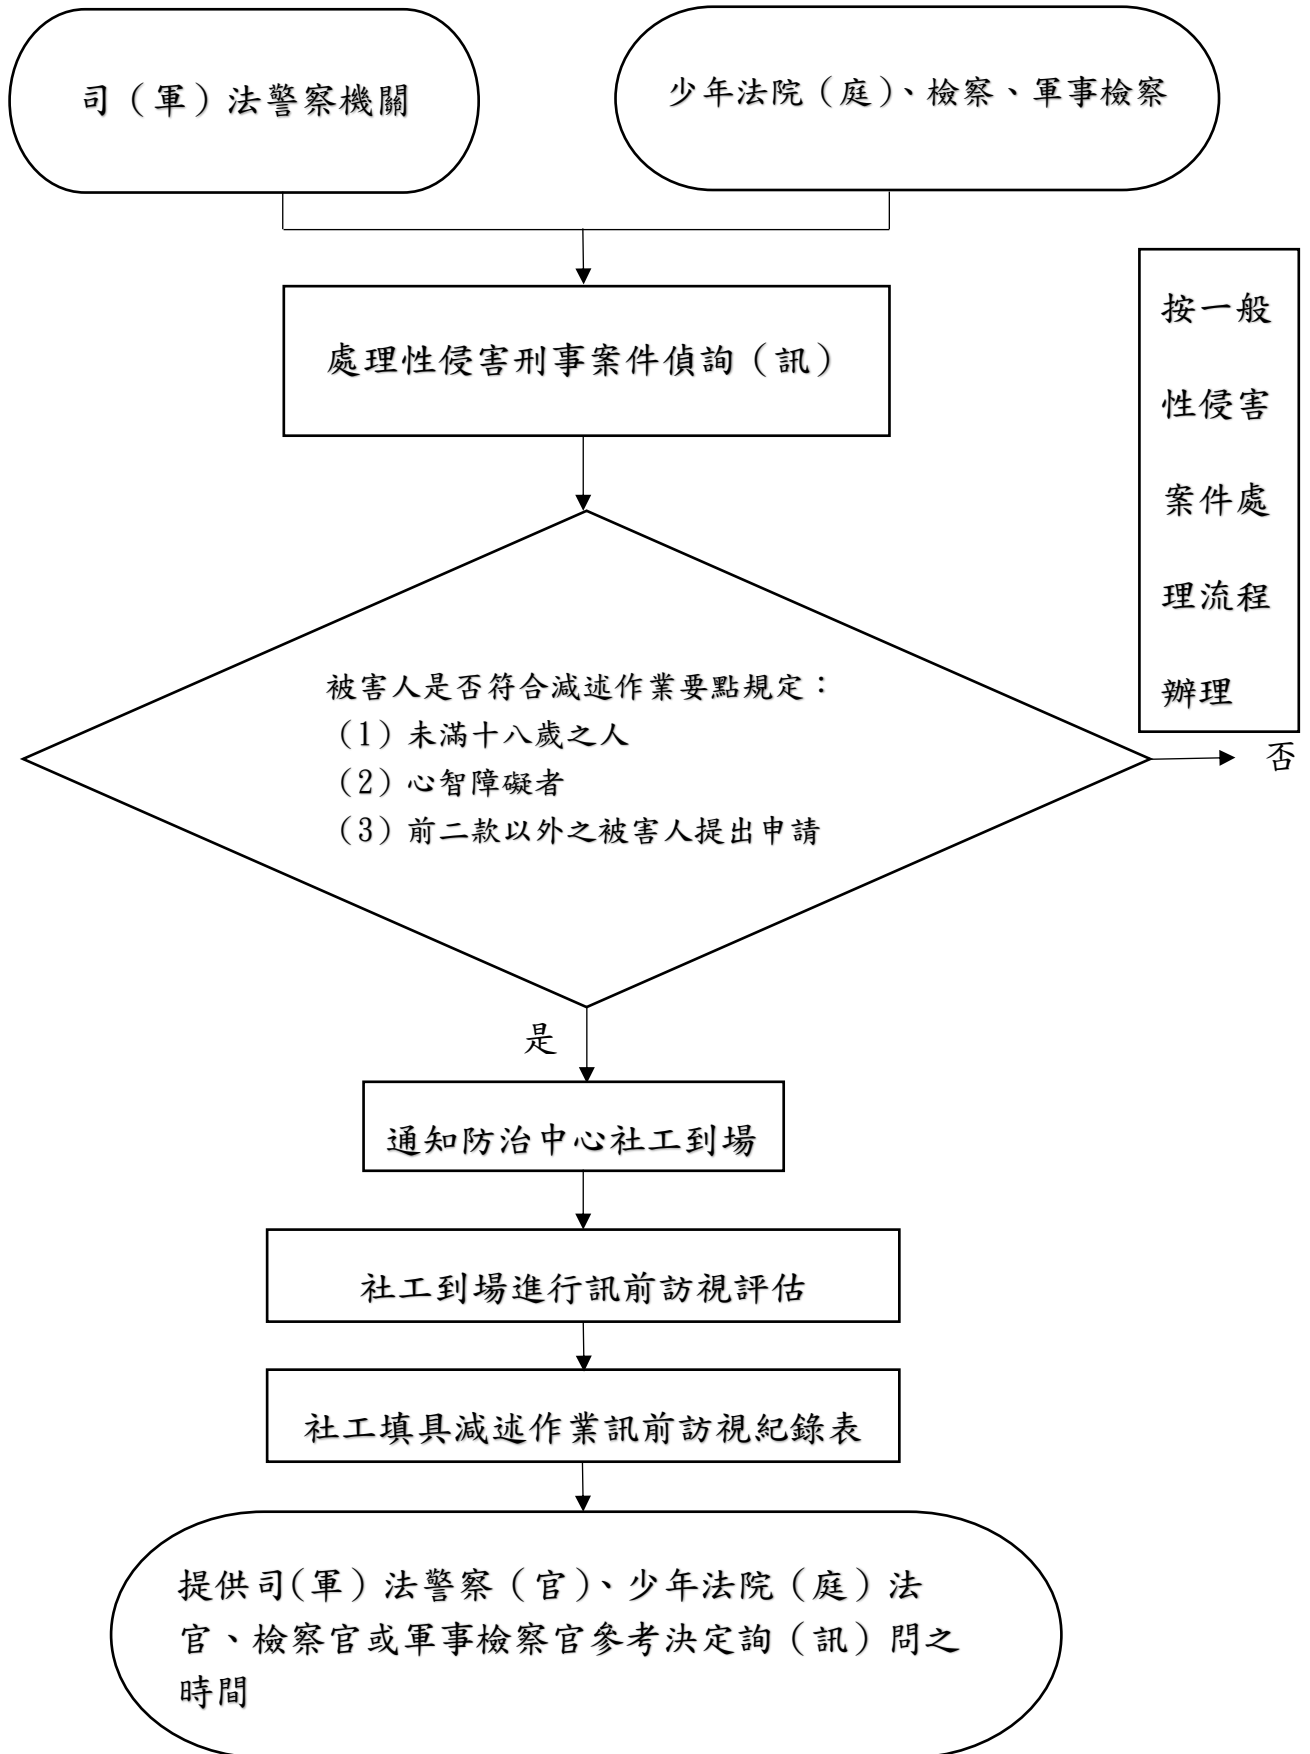 司（軍）法警察機關
少年法院（庭）、檢察、軍事檢察
處理性侵害刑事案件偵詢（訊）
按一般
性侵害
案件處
理流程
辦理
被害人是否符合減述作業要點規定：
（1）未滿十八歲之人
（2）心智障礙者
（3）前二款以外之被害人提出申請
否
是
通知防治中心社工到場
社工到場進行訊前訪視評估
社工填具減述作業訊前訪視紀錄表
提供司(軍）法警察（官）、少年法院（庭）法
官、檢察官或軍事檢察官參考決定詢（訊）問之
時間